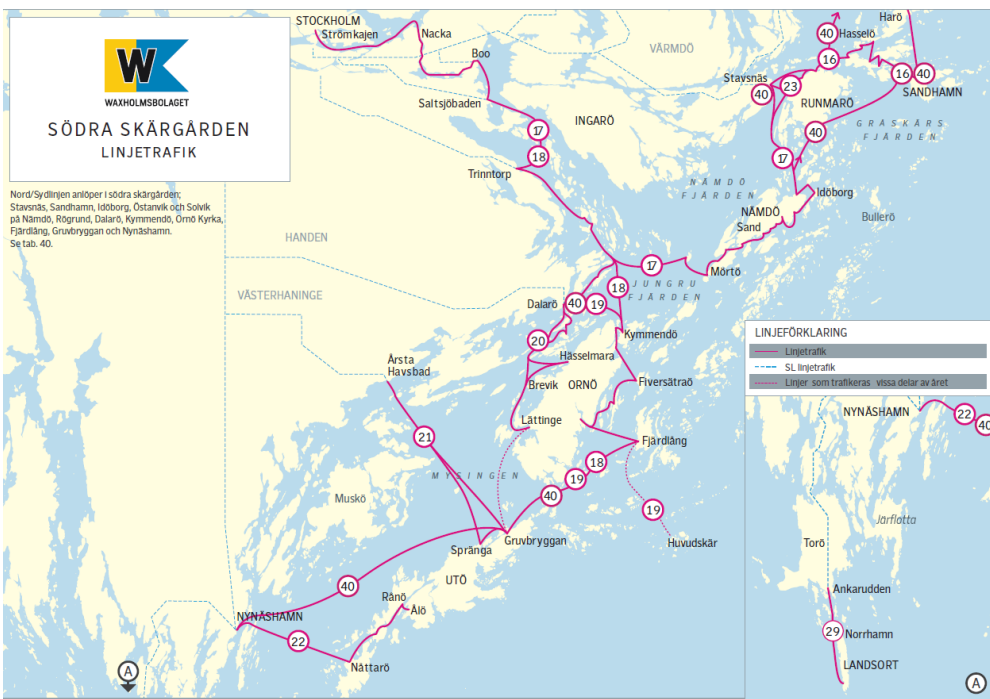 W
WAXHOLMSBOLAGET
SÖDRA SKÄRGÅRDEN
LINJETRAFIK
Nord/Sydlinjen anlöper i södra skärgården:
Stavsnäs, Sandhamn, Idöborg, Östanvik och Solvik
på Nämdö, Rögrund, Dalarö, Kymmendö, Ornö Kyrka,
Fjärdlång, Gruvbryggan och Nynäshamn.
Se tab. 40.
STOCKHOLM
Strömkajen
Nacka
Boo
Saltsjöbaden
VÄRMDÖ
INGARÖ
Harö
40
Hasselö
16
Stavsnäs
40
23
RUNMARÖ
16
40
SANDHAMN
40
GRÅSKÄRS
FJÄRDEN
17
18
Trinntorp
17
NÄMDÖ
FJÄRDEN
Idöborg
NÄMDÖ
Sand
Bullerö
HANDEN
17
Mörtö
18
JUNGRU
FJÄRDEN
VÄSTERHANINGE
Dalarö
40
19
Kymmendö
20
Hässelmara
Årsta
Havsbad
Brevik
ORNÖ
Fiversätraö
Lättinge
21
Fjärdlång
18
19
40
MYSINGEN
Muskö
19
Huvudskär
Gruvbryggan
Spränga
UTÖ
40
Rånö
Ålö
NYNÄSHAMN
22
Nåttarö
A
LINJEFÖRKLARING
Linjetrafik
SL linjetrafik
Linjer som trafikeras vissa delar av året
NYNÄSHAMN
22
40
Järflotta
Torö
Ankarudden
29
Norrhamn
LANDSORT
A